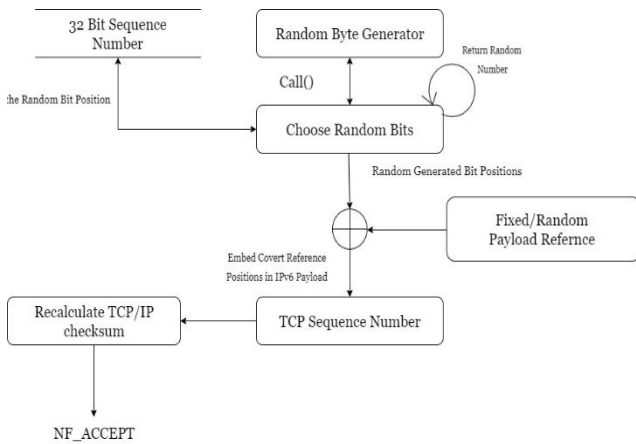 32 Bit Sequence
Number
Random Byte Generator
Return Random
Number
Call()
the Random Bit Position
Choose Random Bits
Random Generated Bit Positions
Fixed/Random
Payload Refernce
Embed Covert Reference
Positions in IPv6 Payload
Recalculate TCP/IP
checksum
TCP Sequence Number
NF_ACCEPT